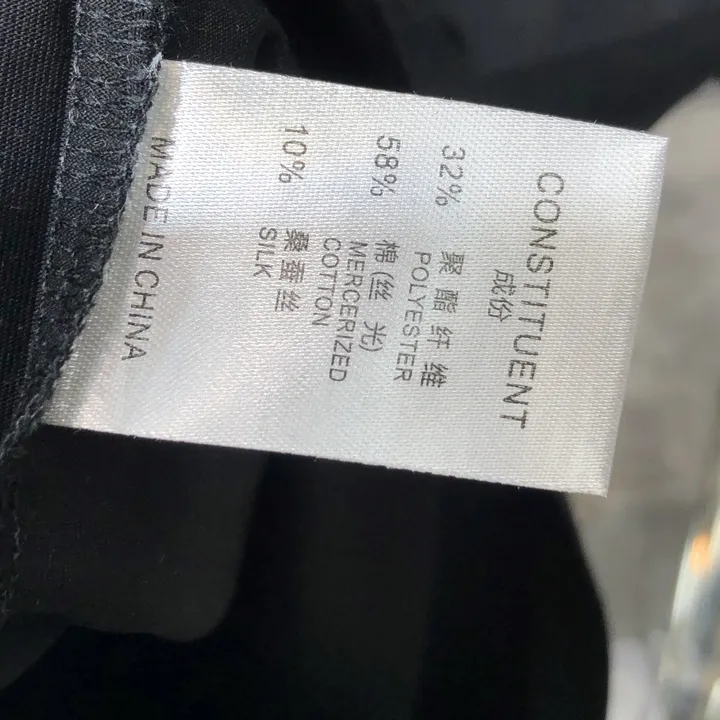 CONSTITUENT
成份
32% 聚酯纤维
POLYESTER
58% 棉(丝光)
MERCERIZED
COTTON
10% 桑蚕丝
SILK
MADE IN CHINA